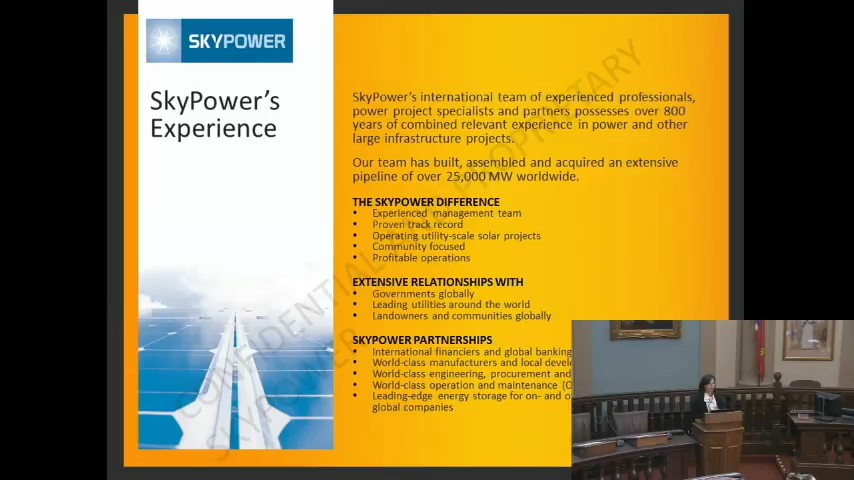 SKYPOWER
SkyPower's
Experience
SkyPower's international team of experienced professionals,
power project specialists and partners possesses over 800
years of combined relevant experience in power and other
large infrastructure projects.
Our team has built, assembled and acquired an extensive
pipeline of over 25,000 MW worldwide.
THE SKYPOWER DIFFERENCE
• Experienced management team
• Proven track record
• Operating utility-scale solar projects
• Community focused
• Profitable operations
EXTENSIVE RELATIONSHIPS WITH
• Governments globally
• Leading utilities around the world
• Landowners and communities globally
SKYPOWER PARTNERSHIPS
• International financiers and global banking
• World-class manufacturers and local
• World-class engineering, procurement and
• World-class operation and maintenance
• Leading-edge energy storage for on- and
global companies
CONFIDENTIAL AND PROPRIETARY
SKYPOWER